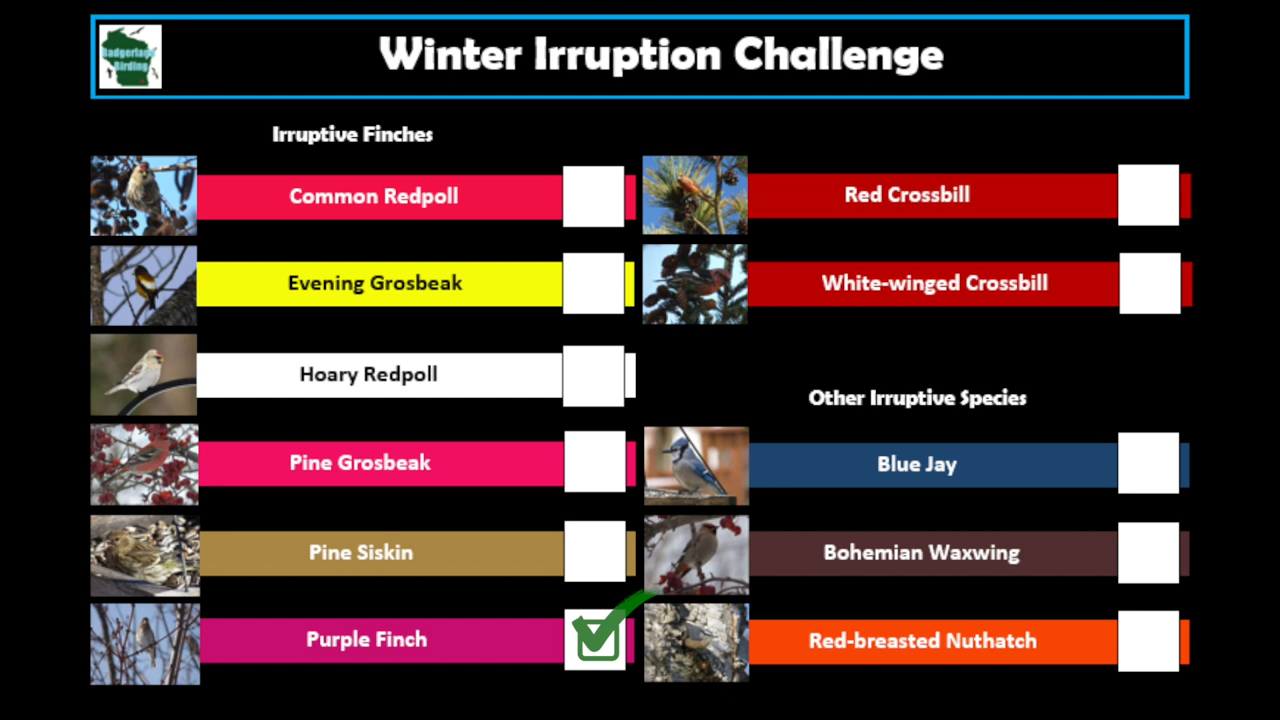 Badgerland
Birding
Winter Irruption Challenge
Irruptive Finches
Common Redpoll
Evening Grosbeak
Hoary Redpoll
Pine Grosbeak
Pine Siskin
Purple Finch
Red Crossbill
White-winged Crossbill
Other Irruptive Species
Blue Jay
Bohemian Waxwing
Red-breasted Nuthatch